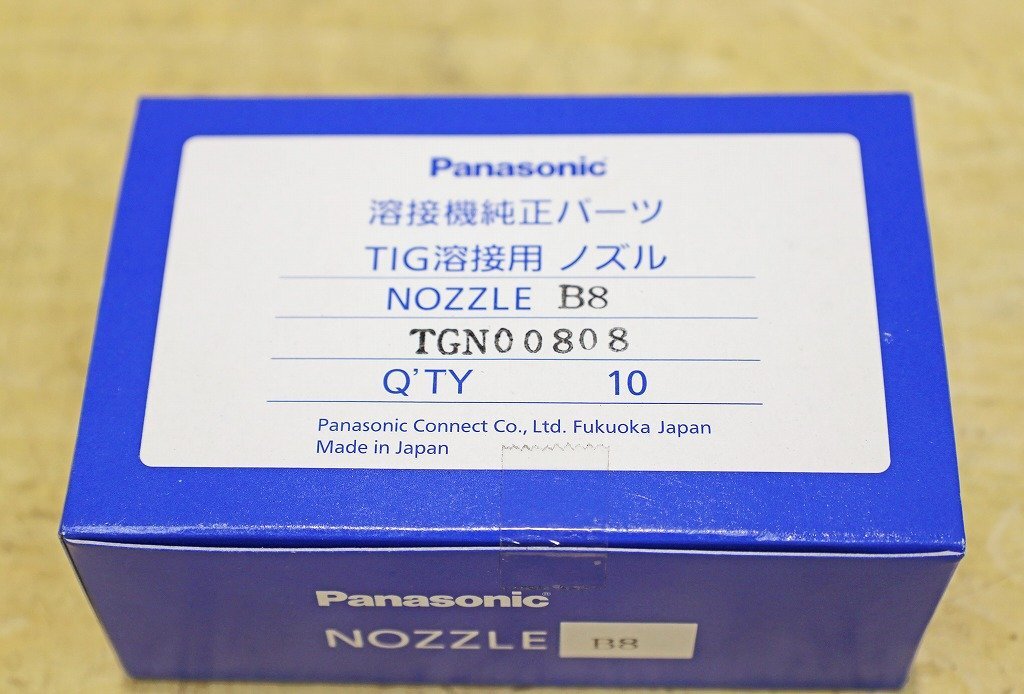 Panasonic
溶接機純正パーツ
TIG溶接用 ノズル
NOZZLE B8
TGN00808
Q'TY 10
Panasonic Connect Co., Ltd. Fukuoka Japan
Made in Japan
Panasonic®
NOZZLE B8